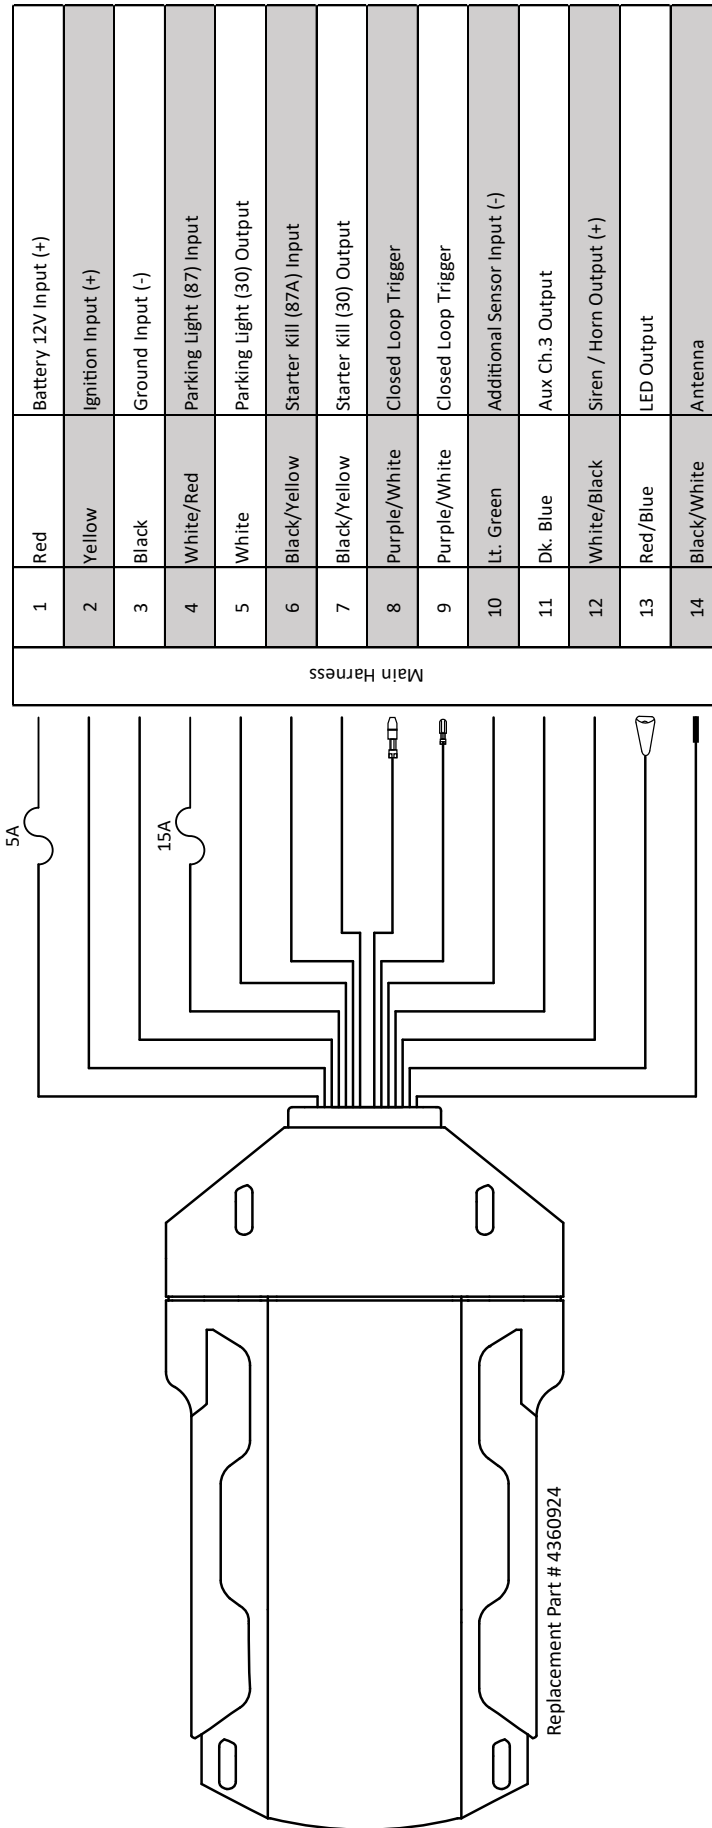 Main Harness
1 Red Battery 12V Input (+)
2 Yellow Ignition Input (+)
3 Black Ground Input (-)
4 White/Red Parking Light (87) Input
5 White Parking Light (30) Output
6 Black/Yellow Starter Kill (87A) Input
7 Black/Yellow Starter Kill (30) Output
8 Purple/White Closed Loop Trigger
9 Purple/White Closed Loop Trigger
10 Lt. Green Additional Sensor Input (-)
11 Dk. Blue Aux Ch.3 Output
12 White/Black Siren / Horn Output (+)
13 Red/Blue LED Output
14 Black/White Antenna
5A
15A
Replacement Part # 4360924